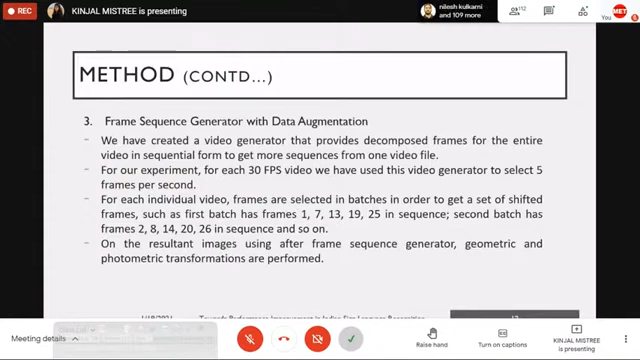 REC
KINJAL MISTREE is presenting
nilesh kulkarni
and 109 more
112
You
MET
METHOD (CONTD...)
3. Frame Sequence Generator with Data Augmentation
– We have created a video generator that provides decomposed frames for the entire
video in sequential form to get more sequences from one video file.
– For our experiment, for each 30 FPS video we have used this video generator to select 5
frames per second.
– For each individual video, frames are selected in batches in order to get a set of shifted
frames, such as first batch has frames 1, 7, 13, 19, 25 in sequence; second batch has
frames 2, 8, 14, 20, 26 in sequence and so on.
– On the resultant images using after frame sequence generator, geometric and
photometric transformations are performed.
Towards Performance Improvement in Indian Sign Language Recognition
Meeting details
Raise hand
Turn on captions
KINJAL MISTREE
is presenting